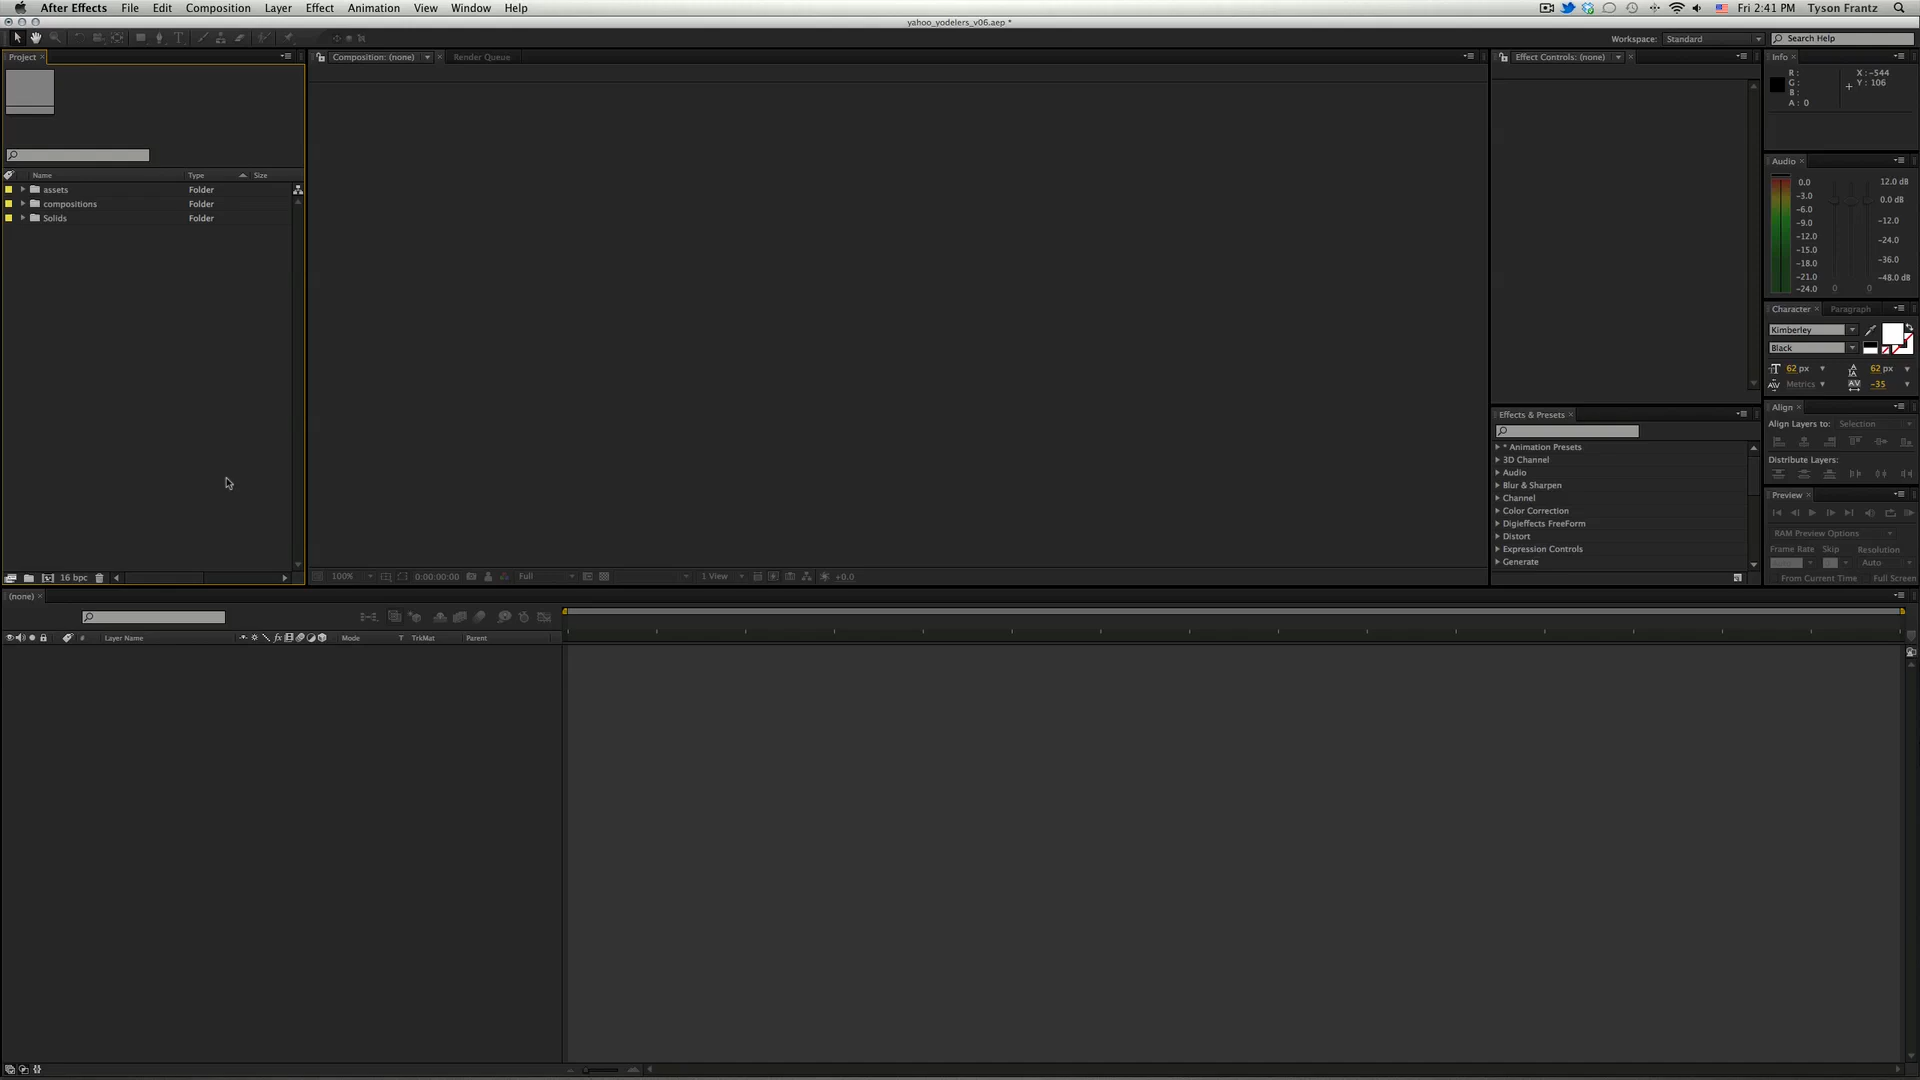 After Effects File Edit Composition Layer Effect Animation View Window Help Fri 2:41 PM Tyson Frantz
yahoo_yodelers_v06.aep *
Workspace: Standard Search Help
Project Composition: (none) Render Queue Effect Controls: (none) Info
R : X : -544
G : Y : 106
B :
A : 0
Audio
0.0 12.0 dB
-3.0 0.0 dB
-6.0
-9.0 -12.0
-12.0 -24.0
-15.0
-18.0 -36.0
-21.0 -48.0 dB
-24.0 0 0
Name Type Size
assets Folder
compositions Folder
Solids Folder
Character Paragraph
Kimberley
Black
62 px 62 px
Metrics -35
Align
Align Layers to: Selection
Distribute Layers:
Effects & Presets
* Animation Presets
3D Channel
Audio
Blur & Sharpen
Channel
Color Correction
Digieffects FreeForm
Distort
Expression Controls
Generate
Preview
RAM Preview Options
Frame Rate Skip Resolution
Auto
From Current Time Full Screen
16 bpc 100% 0:00:00:00 Full 1 View +0.0
(none)
# Layer Name fx Mode T TrkMat Parent